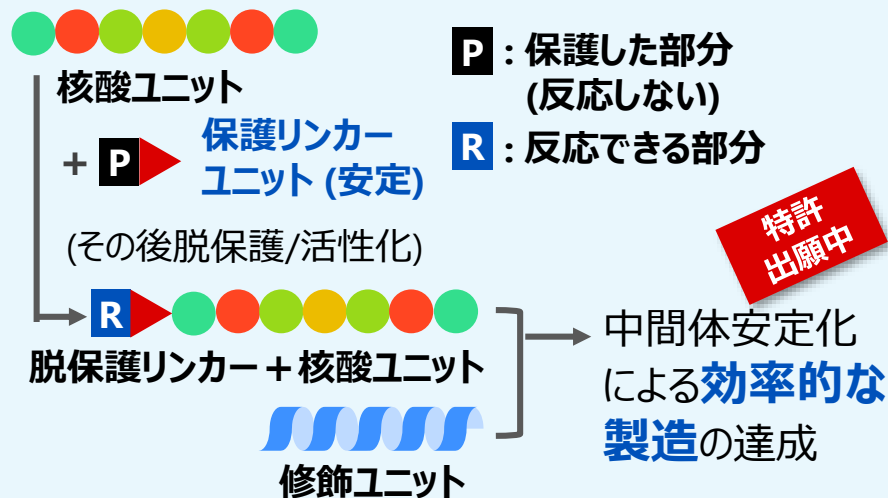 核酸ユニット
+ P 保護リンカー
ユニット (安定)
(その後脱保護/活性化)
R
脱保護リンカー＋核酸ユニット
修飾ユニット
P : 保護した部分
(反応しない)
R : 反応できる部分
特許
出願中
中間体安定化
による効率的な
製造の達成